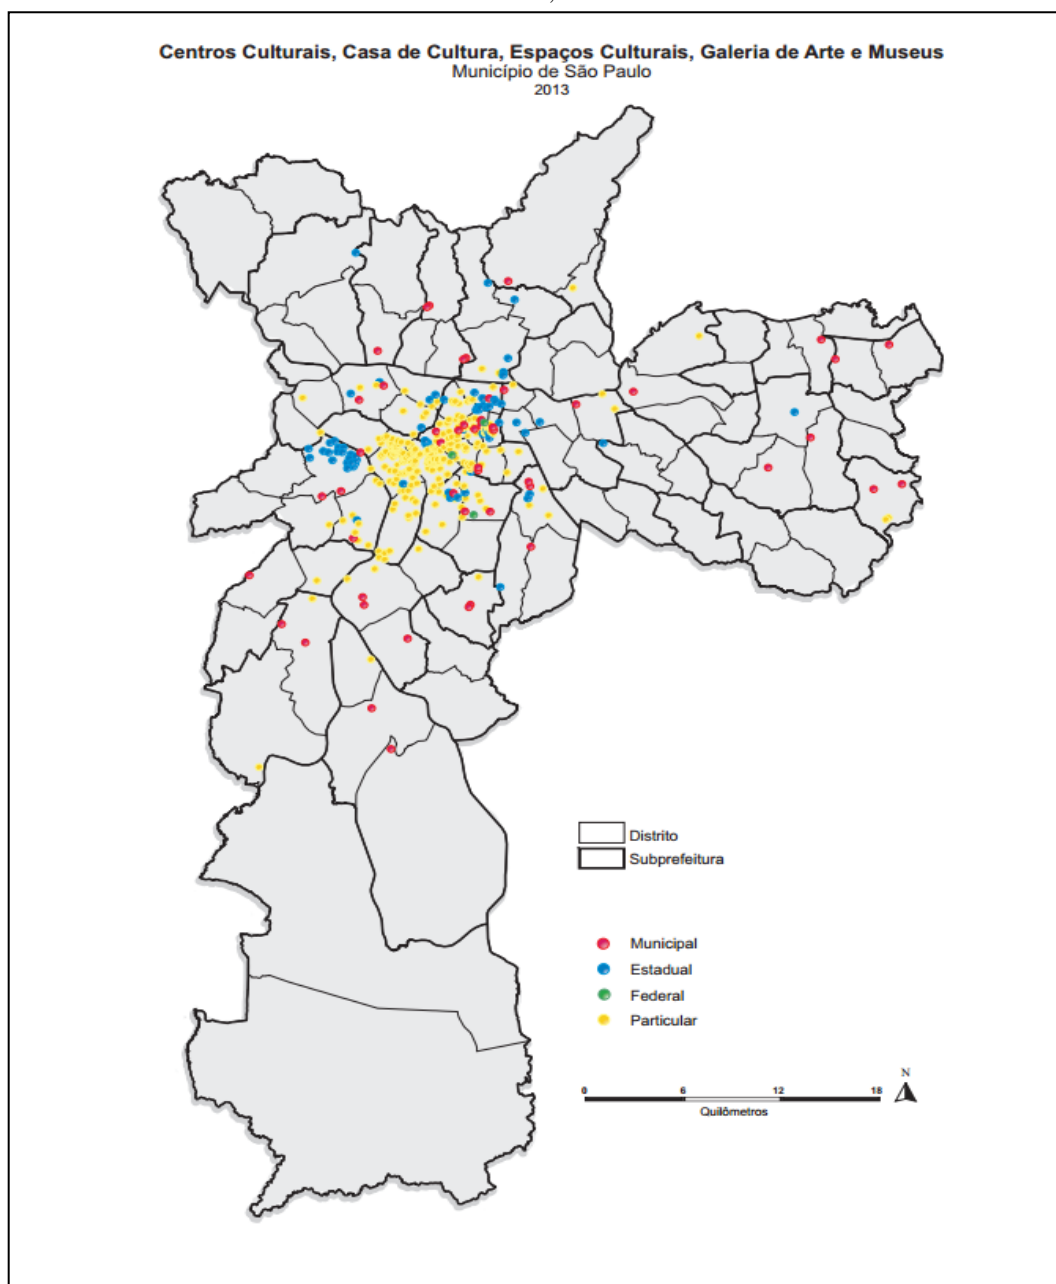 Centros Culturais, Casa de Cultura, Espaços Culturais, Galeria de Arte e Museus
Município de São Paulo
2013
Distrito
Subprefeitura
Municipal
Estadual
Federal
Particular
N
0 6 12 18
Quilômetros